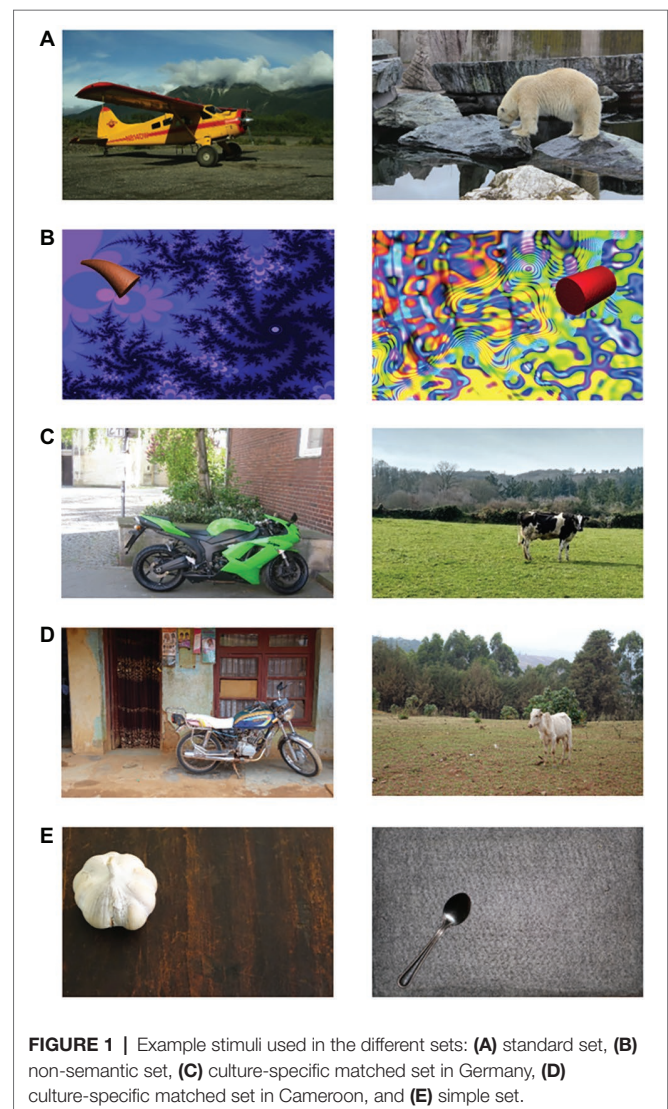 A
B
C
D
E
FIGURE 1 | Example stimuli used in the different sets: (A) standard set, (B)
non-semantic set, (C) culture-specific matched set in Germany, (D)
culture-specific matched set in Cameroon, and (E) simple set.